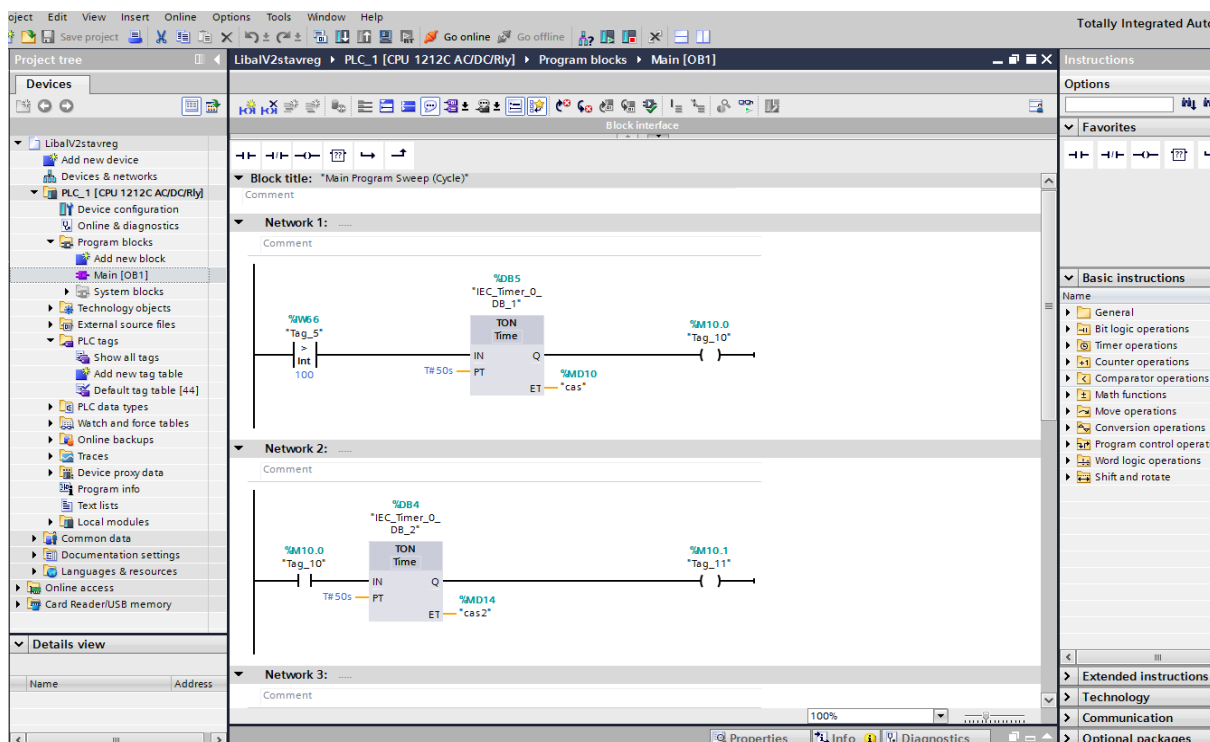 oject Edit View Insert Online Options Tools Window Help
Totally Integrated Auto
Save project Go online Go offline
Project tree
LibalV2stavreg PLC_1 [CPU 1212C AC/DC/Rly] Program blocks Main [OB1]
Instructions
Devices
Options
Block interface
Favorites
LibalV2stavreg
Add new device
Devices & networks
PLC_1 [CPU 1212C AC/DC/Rly]
Device configuration
Online & diagnostics
Program blocks
Add new block
Main [OB1]
System blocks
Technology objects
External source files
PLC tags
Show all tags
Add new tag table
Default tag table [44]
PLC data types
Watch and force tables
Online backups
Traces
Device proxy data
Program info
Text lists
Local modules
Common data
Documentation settings
Languages & resources
Online access
Card Reader/USB memory
Details view
Name Address
Block title: "Main Program Sweep (Cycle)"
Comment
Network 1: .....
Comment
%DB5
"IEC_Timer_0_
DB_1"
%IW66
"Tag_5"
>
Int
100
TON
Time
IN Q
T#50s PT
ET
%MD10
"cas"
%M10.0
"Tag_10"
Network 2: .....
Comment
%DB4
"IEC_Timer_0_
DB_2"
%M10.0
"Tag_10"
TON
Time
IN Q
T#50s PT
ET
%MD14
"cas2"
%M10.1
"Tag_11"
Network 3: .....
Comment
100%
Properties Info Diagnostics
Basic instructions
Name
General
Bit logic operations
Timer operations
Counter operations
Comparator operations
Math functions
Move operations
Conversion operations
Program control operat
Word logic operations
Shift and rotate
Extended instructions
Technology
Communication
Optional packages